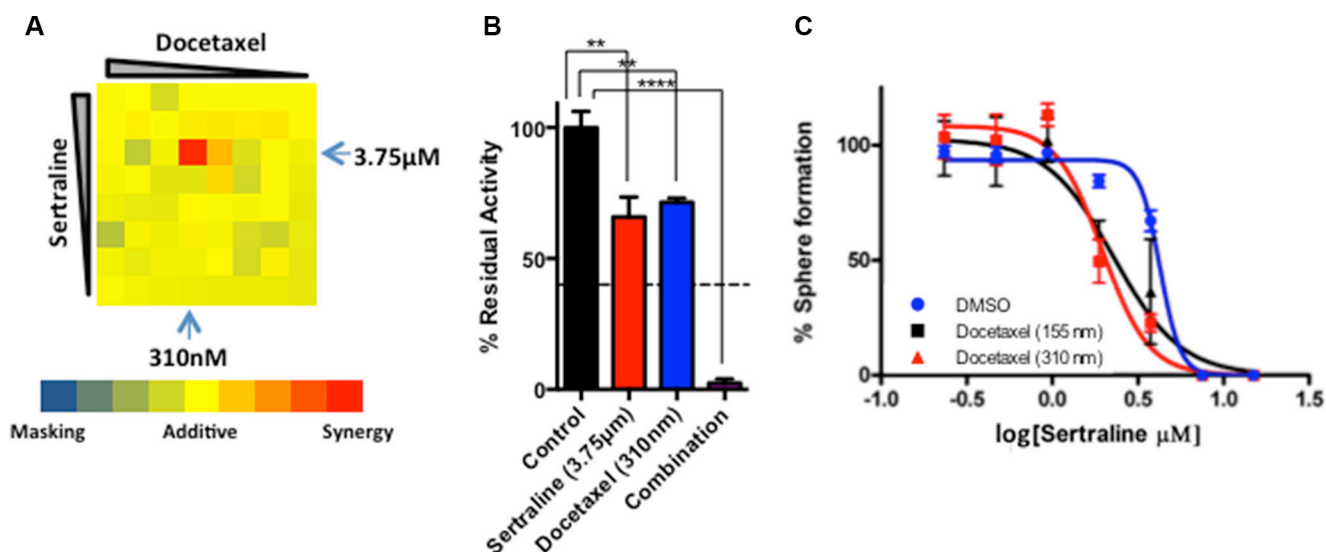 A
Docetaxel
Sertraline
3.75μM
310nM
Masking Additive Synergy
B
**
**
****
% Residual Activity
100
50
0
Control
Sertraline (3.75μm)
Docetaxel (310nm)
Combination
C
% Sphere formation
100
50
0
DMSO
Docetaxel (155 nm)
Docetaxel (310 nm)
-1.0 -0.5 0.0 0.5 1.0 1.5
log[Sertraline μM]